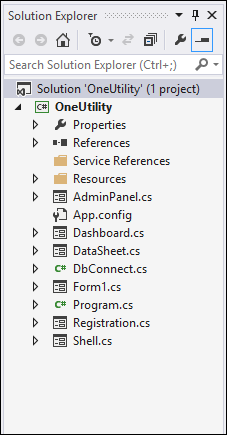 Solution Explorer
Search Solution Explorer (Ctrl+;)
Solution 'OneUtility' (1 project)
C# OneUtility
Properties
References
Service References
Resources
AdminPanel.cs
App.config
Dashboard.cs
DataSheet.cs
C# DbConnect.cs
Form1.cs
C# Program.cs
Registration.cs
Shell.cs